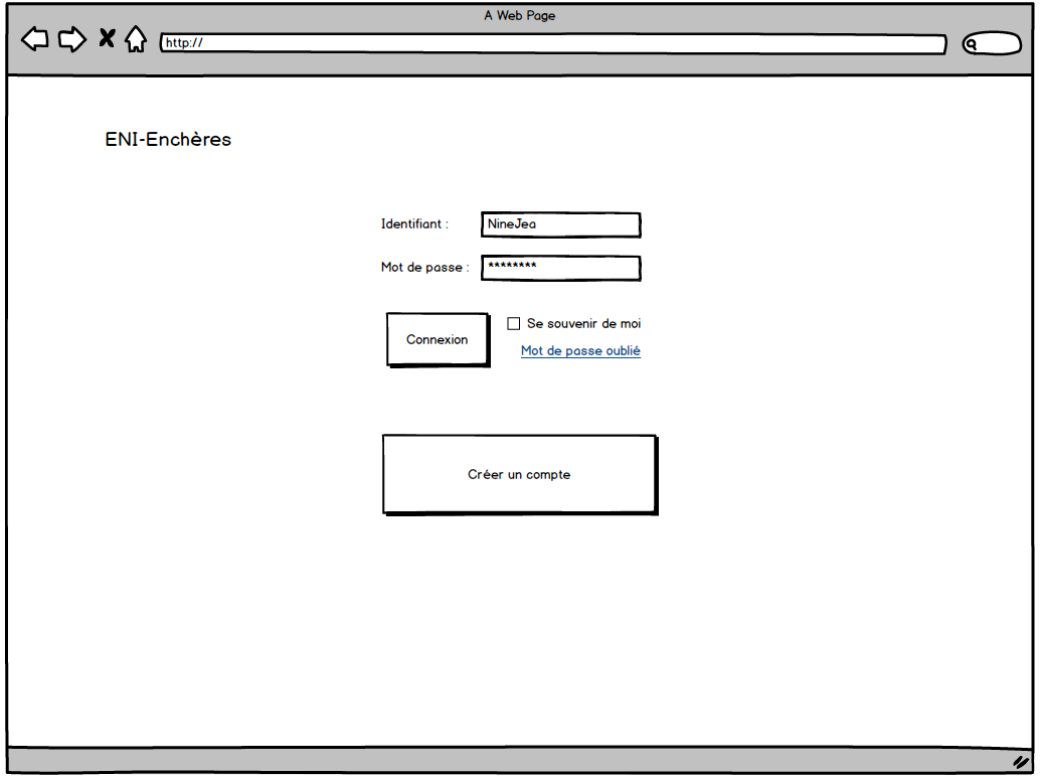 A Web Page
http://
ENI-Enchères
Identifiant :
NineJea
Mot de passe :
********
Connexion
Se souvenir de moi
Mot de passe oublié
Créer un compte